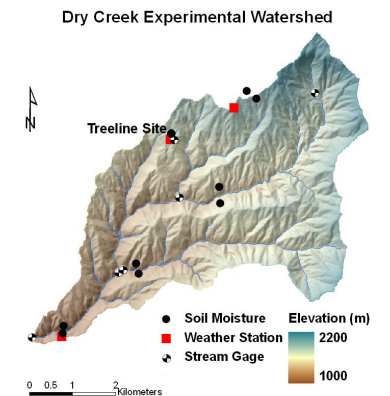 Dry Creek Experimental Watershed
N
Treeline Site
Soil Moisture
Weather Station
Stream Gage
Elevation (m)
2200
1000
0 0.5 1 2
Kilometers